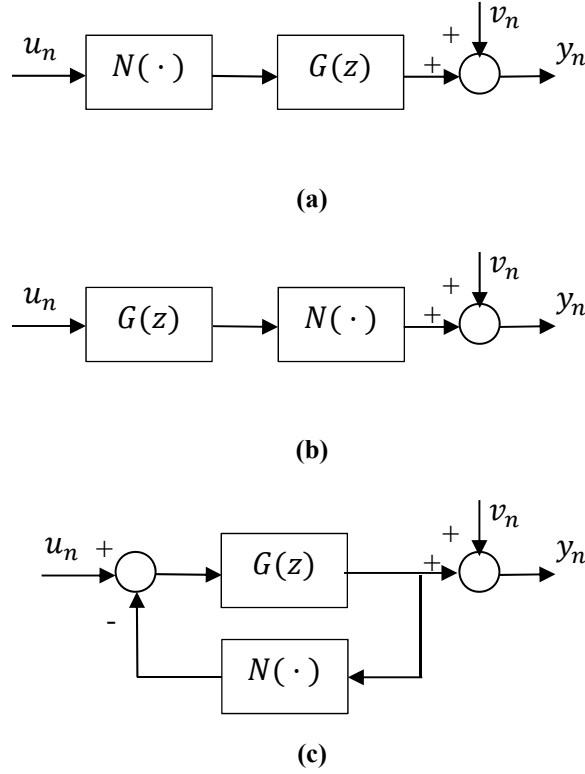 v_n
+
u_n N(·) G(z) + y_n
(a)
v_n
+
u_n G(z) N(·) + y_n
(b)
v_n
+
u_n + G(z) + y_n
-
N(·)
(c)